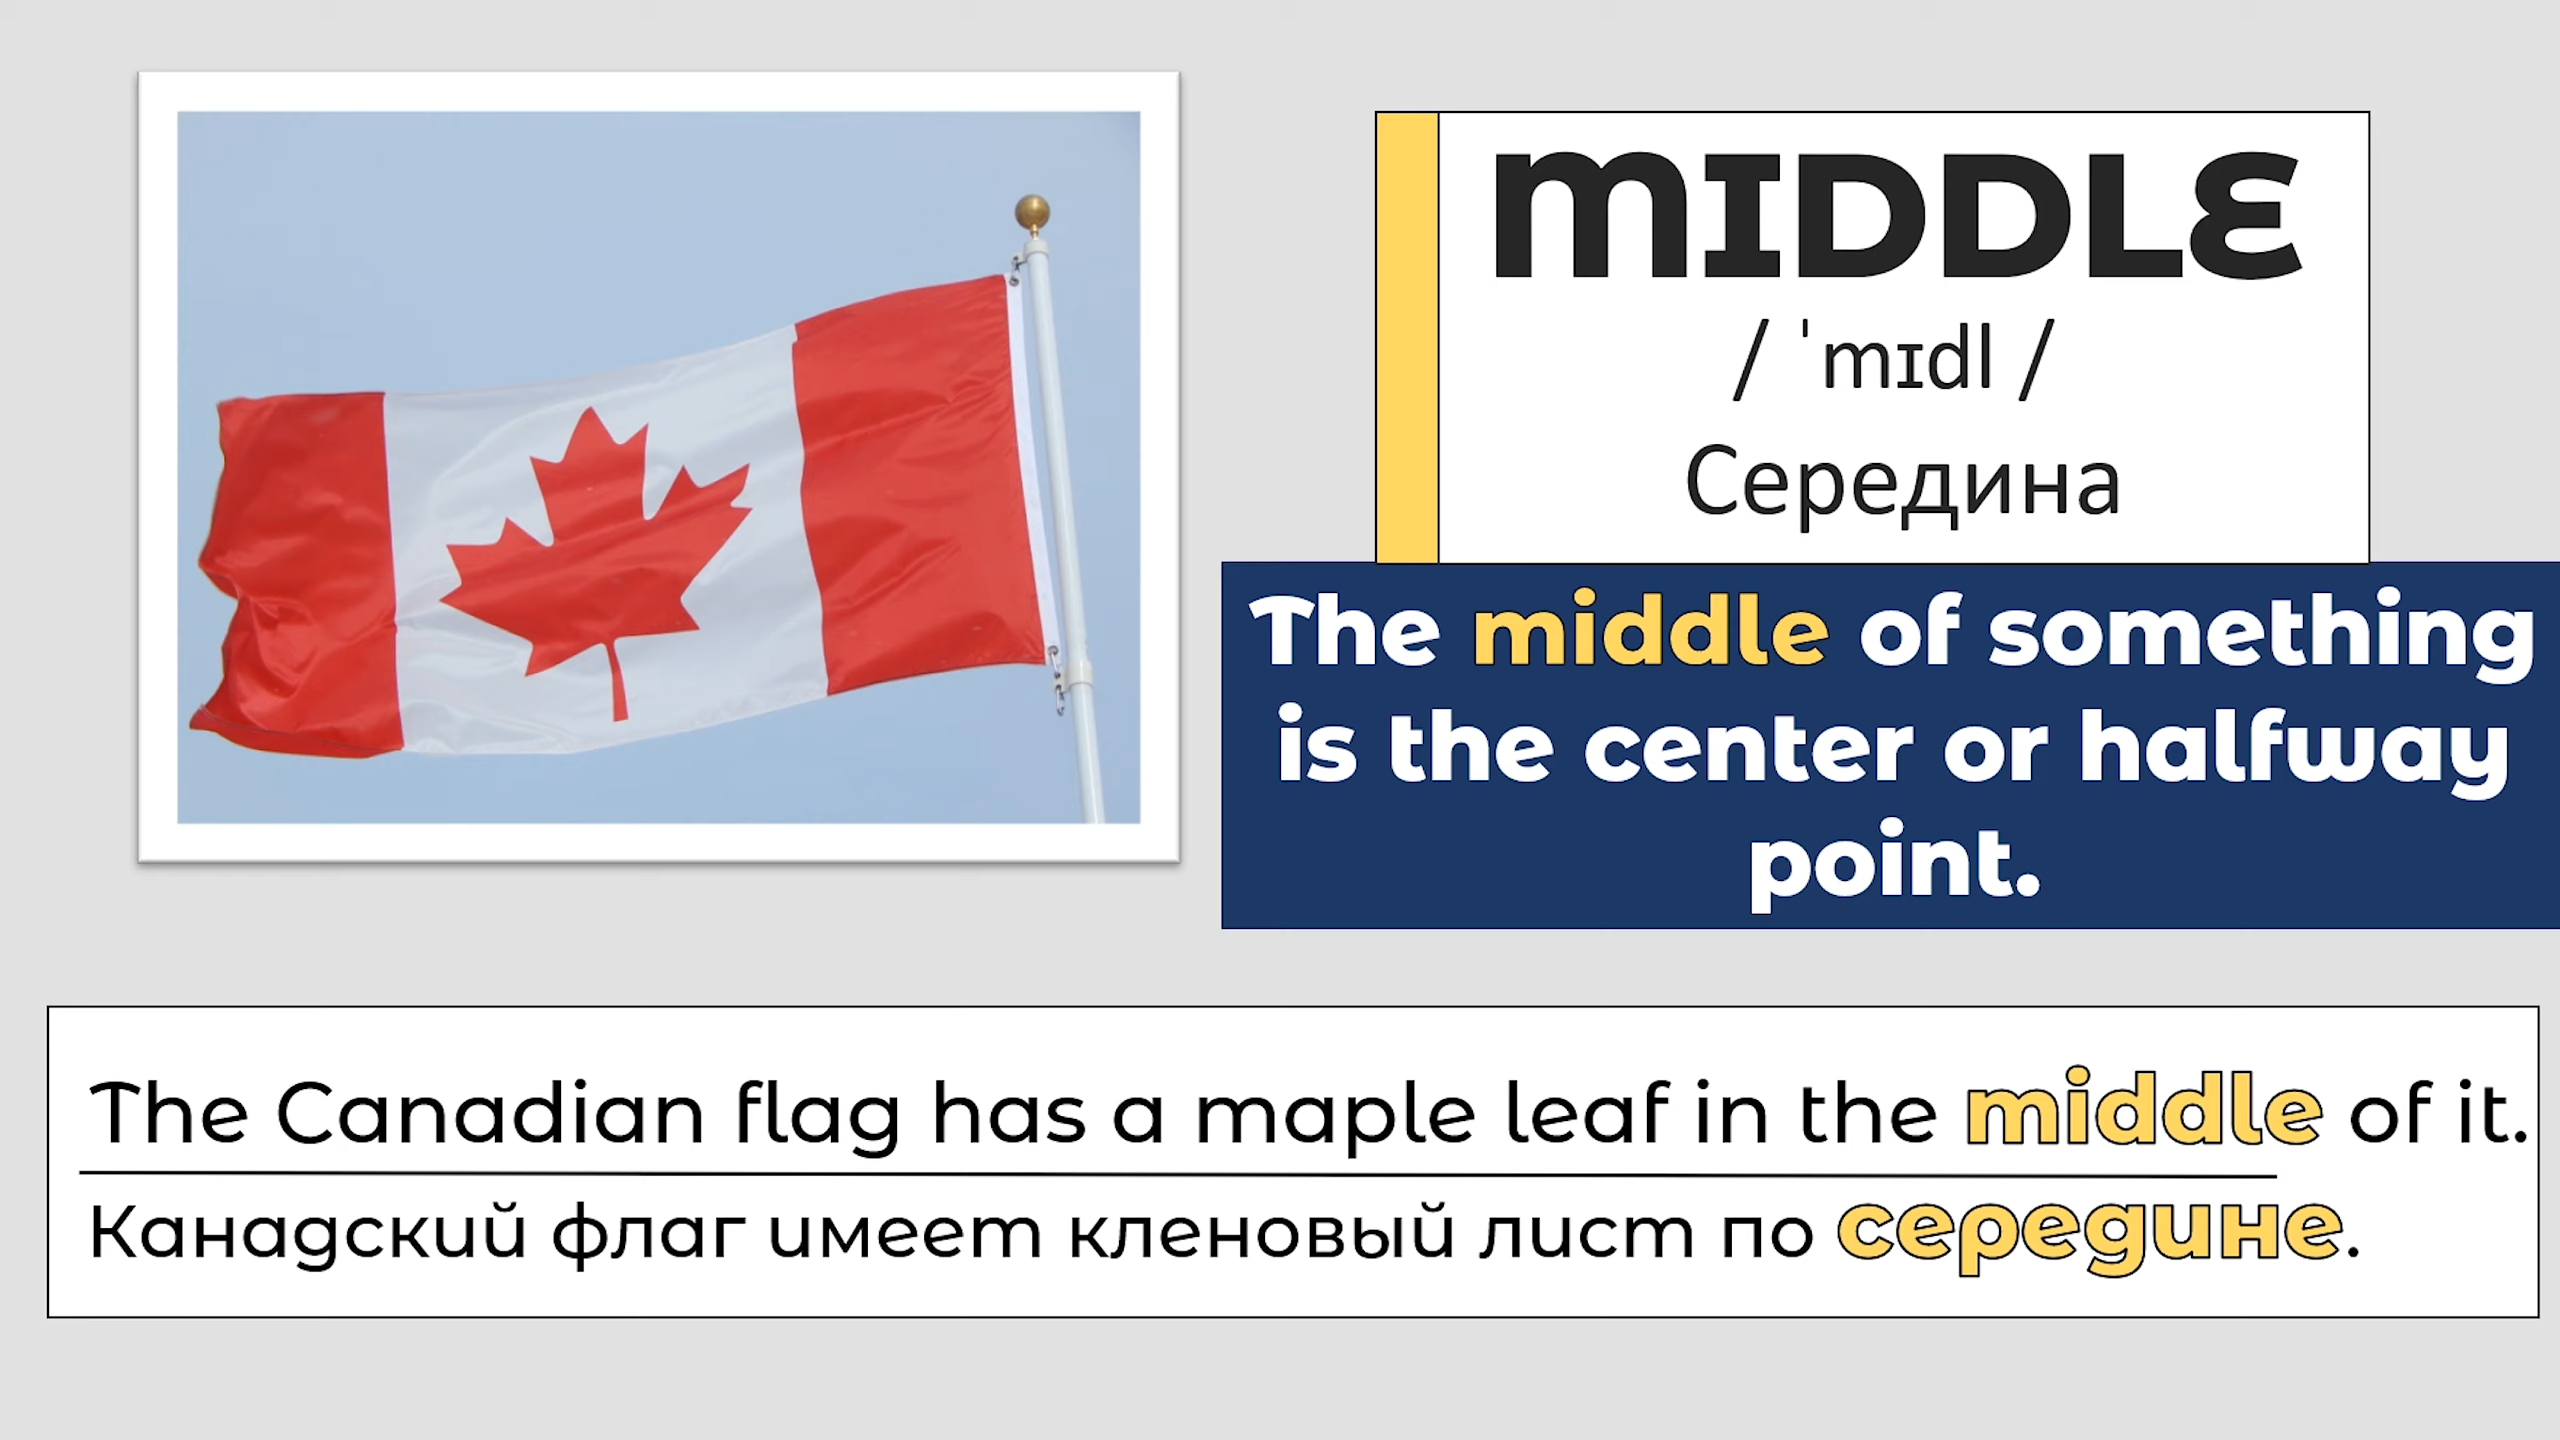 MIDDLE
/ ˈmɪdl /
Середина
The middle of something
is the center or halfway
point.
The Canadian flag has a maple leaf in the middle of it.
Канадский флаг имеет кленовый лист по середине.